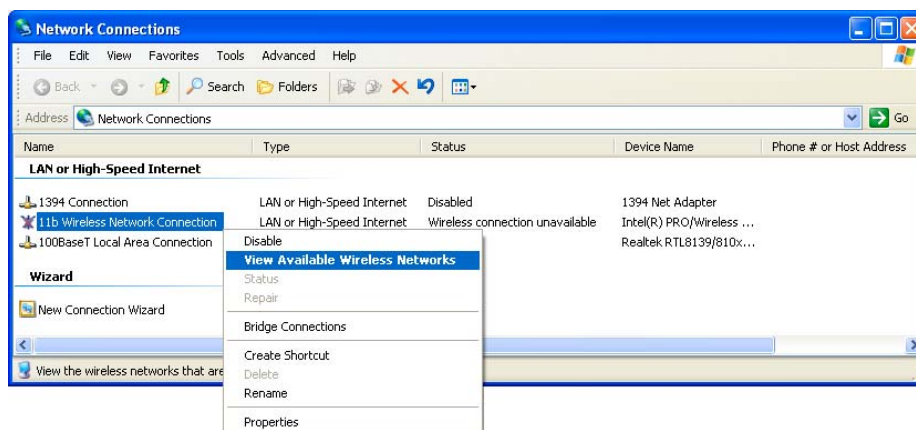 Network Connections
File Edit View Favorites Tools Advanced Help
Back Search Folders
Address Network Connections Go
Name Type Status Device Name Phone # or Host Address
LAN or High-Speed Internet
1394 Connection LAN or High-Speed Internet Disabled 1394 Net Adapter
11b Wireless Network Connection LAN or High-Speed Internet Wireless connection unavailable Intel(R) PRO/Wireless ...
100BaseT Local Area Connection Realtek RTL8139/810x...
Disable
View Available Wireless Networks
Status
Repair
Bridge Connections
Create Shortcut
Delete
Rename
Properties
Wizard
New Connection Wizard
View the wireless networks that are